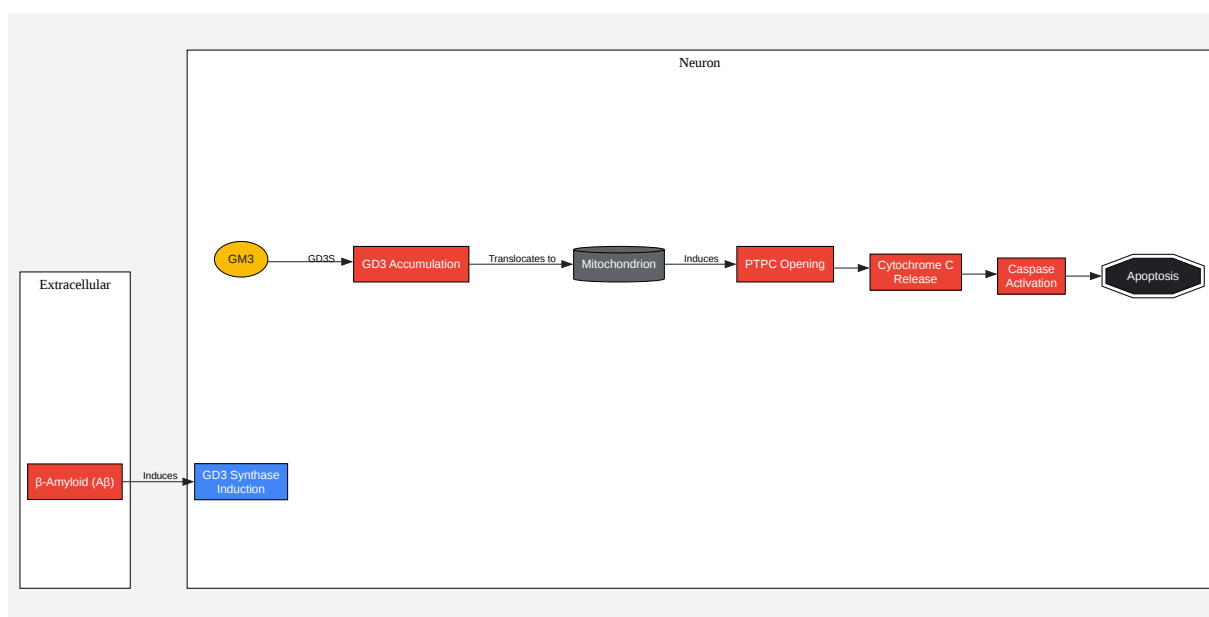 Neuron
GM3
GD3S
GD3 Accumulation
Translocates to
Mitochondrion
Induces
PTPC Opening
Cytochrome C
Release
Caspase
Activation
Apoptosis
Extracellular
β-Amyloid (Aβ)
Induces
GD3 Synthase
Induction